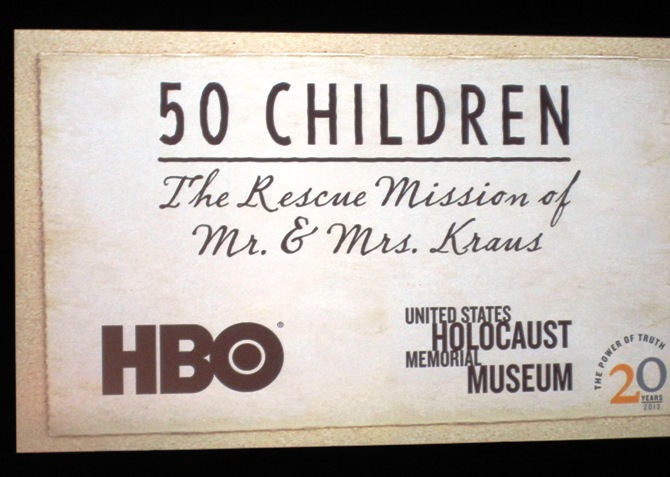 50 CHILDREN
The Rescue Mission of
Mr. & Mrs. Kraus
HBO®
UNITED STATES
HOLOCAUST
MEMORIAL
MUSEUM
THE POWER OF TRUTH
20
YEARS
2013